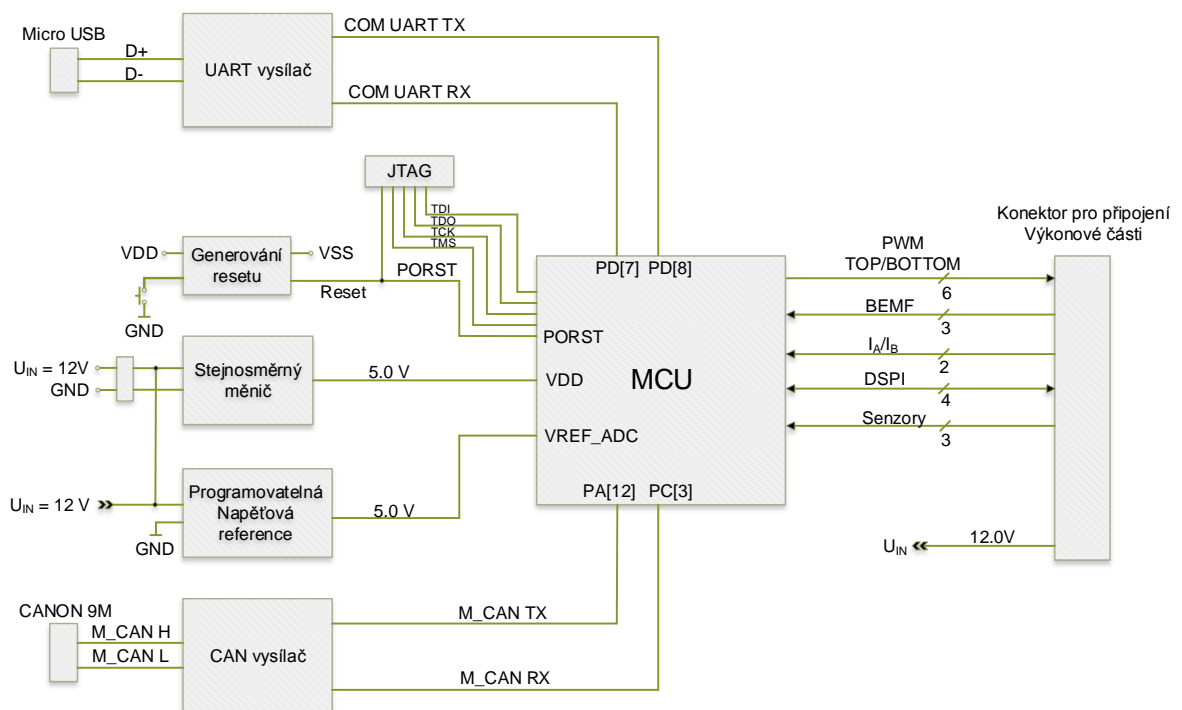 Micro USB
D+
D-
UART vysílač
COM UART TX
COM UART RX
JTAG
TDI
TDO
TCK
TMS
VDD
Generování
resetu
VSS
PORST
Reset
GND
UIN = 12V
GND
Stejnosměrný
měnič
5.0 V
UIN = 12 V
GND
Programovatelná
Napěťová
reference
5.0 V
CANON 9M
M_CAN H
M_CAN L
CAN vysílač
M_CAN TX
M_CAN RX
PD[7] PD[8]
PORST
VDD
MCU
VREF_ADC
PA[12] PC[3]
Konektor pro připojení
Výkonové části
PWM
TOP/BOTTOM
6
BEMF
3
IA/IB
2
DSPI
4
Senzory
3
UIN
12.0V